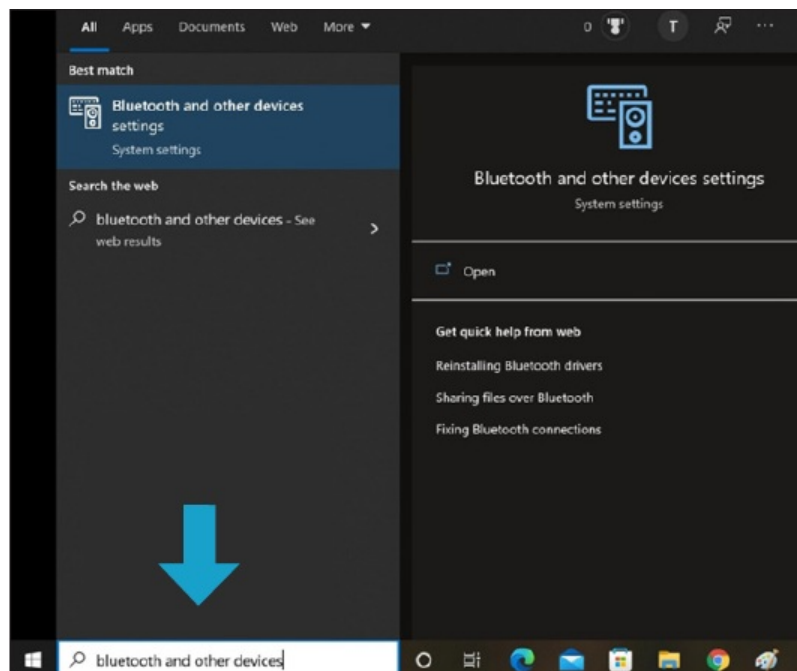 All Apps Documents Web More
0 T ...
Best match
Bluetooth and other devices
settings
System settings
Search the web
bluetooth and other devices - See
web results
Bluetooth and other devices settings
System settings
Open
Get quick help from web
Reinstalling Bluetooth drivers
Sharing files over Bluetooth
Fixing Bluetooth connections
bluetooth and other devices